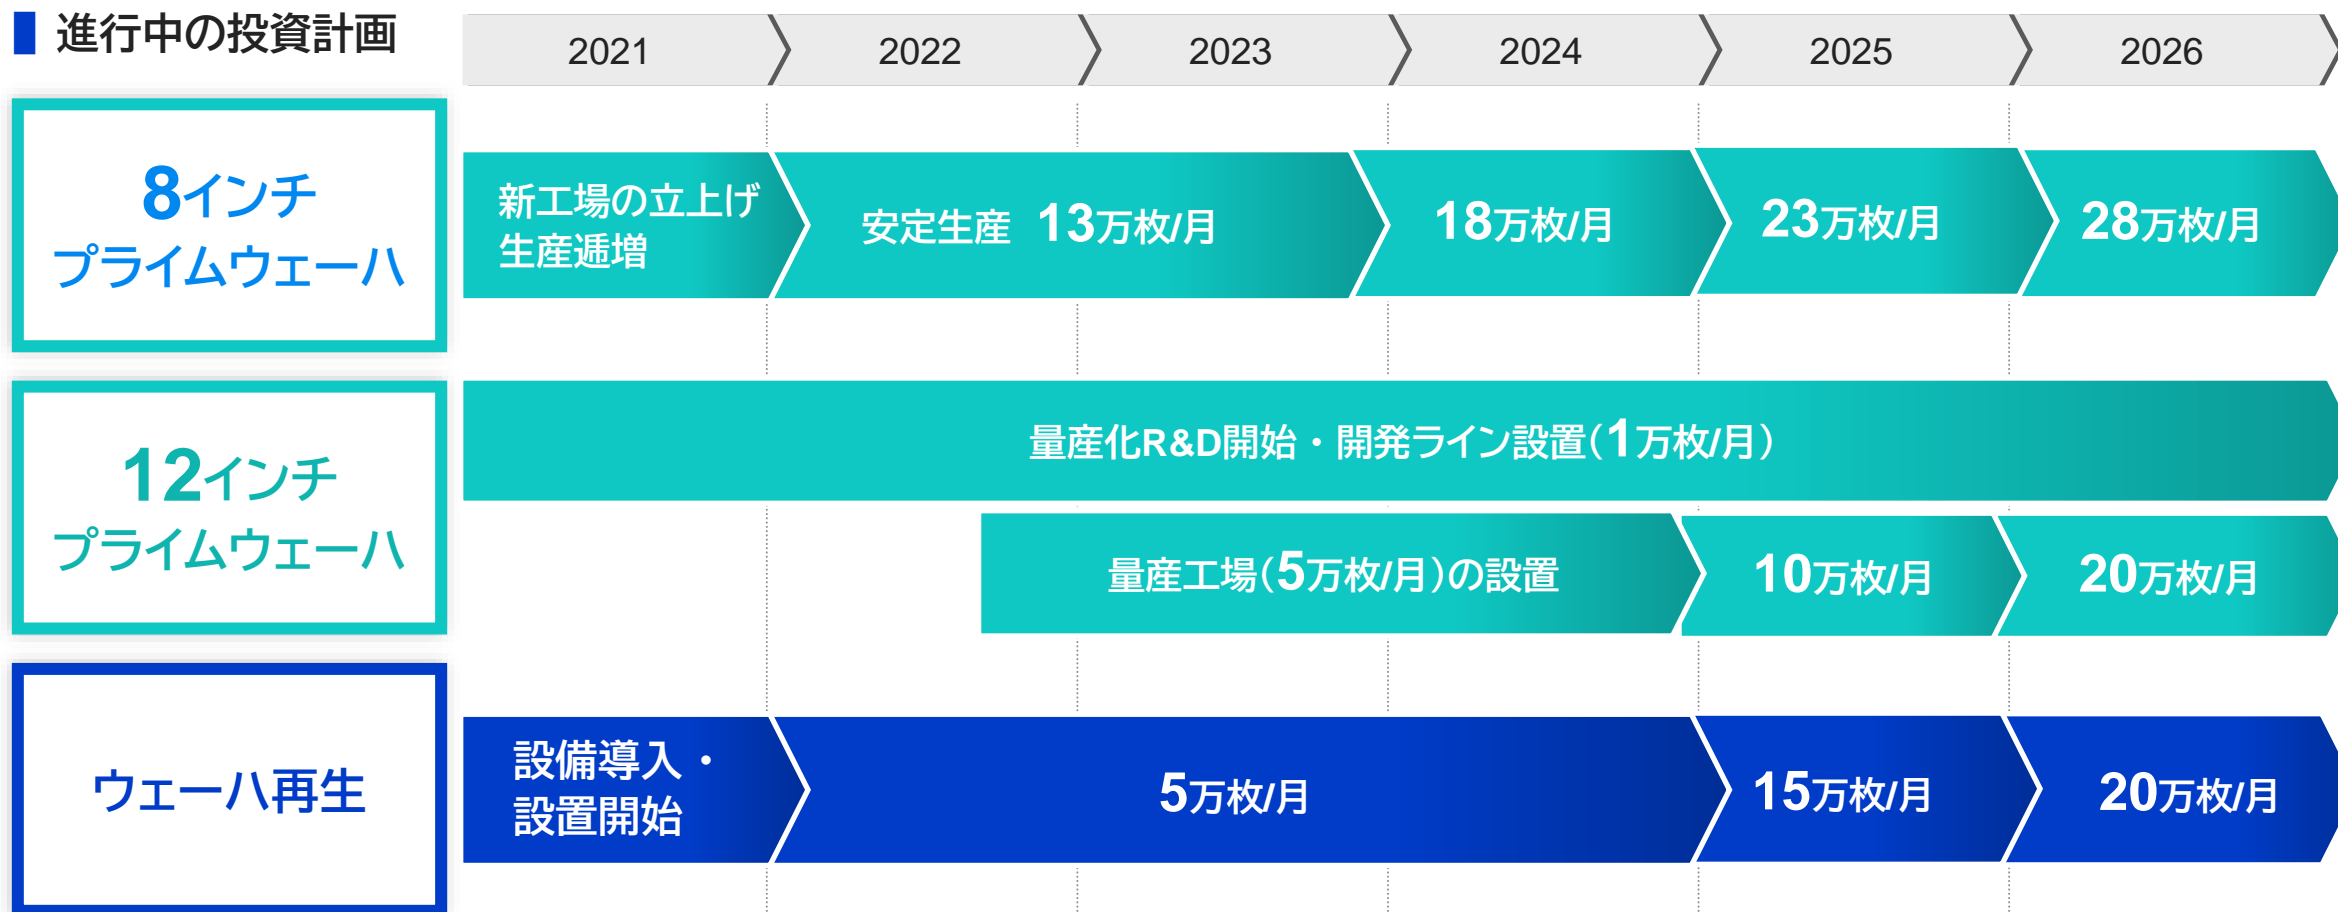 進行中の投資計画
2021
2022
2023
2024
2025
2026
8インチ
プライムウェーハ
新工場の立上げ
生産逓増
安定生産 13万枚/月
18万枚/月
23万枚/月
28万枚/月
12インチ
プライムウェーハ
量産化R&D開始・開発ライン設置（1万枚/月）
量産工場（5万枚/月）の設置
10万枚/月
20万枚/月
ウェーハ再生
設備導入・
設置開始
5万枚/月
15万枚/月
20万枚/月